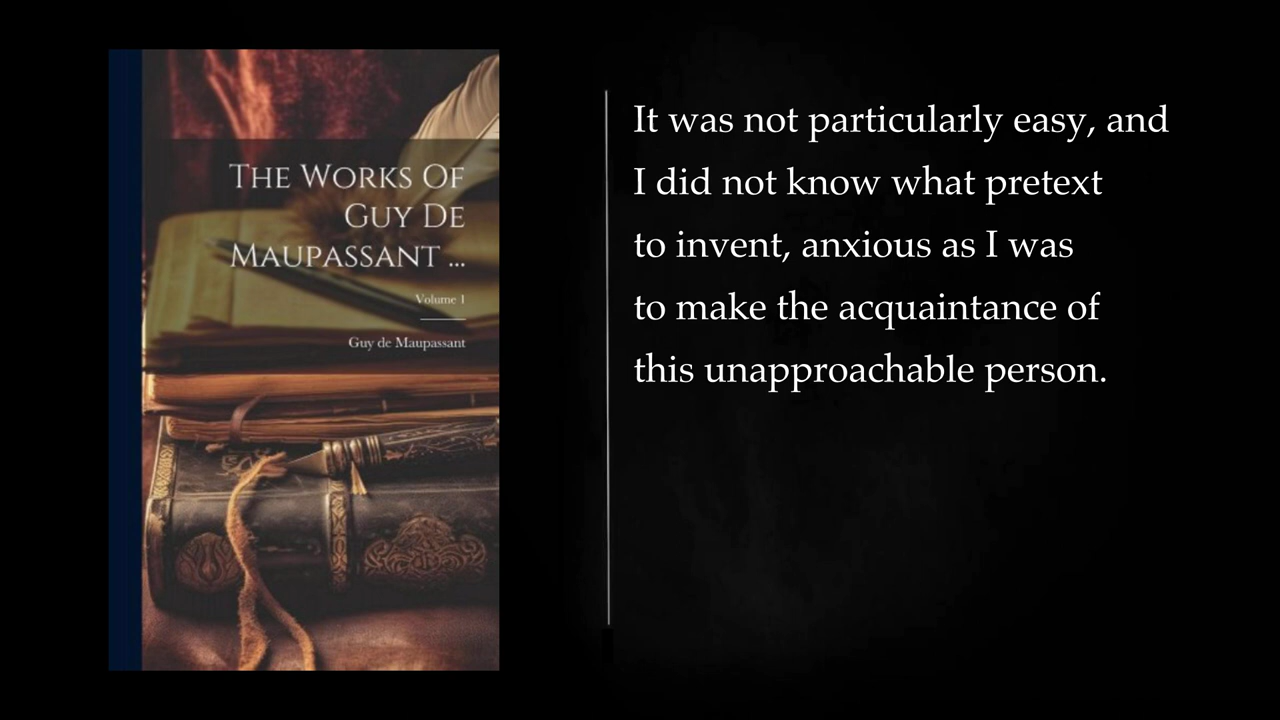 The Works Of
Guy De
Maupassant ...
Volume 1
Guy de Maupassant
It was not particularly easy, and
I did not know what pretext
to invent, anxious as I was
to make the acquaintance of
this unapproachable person.